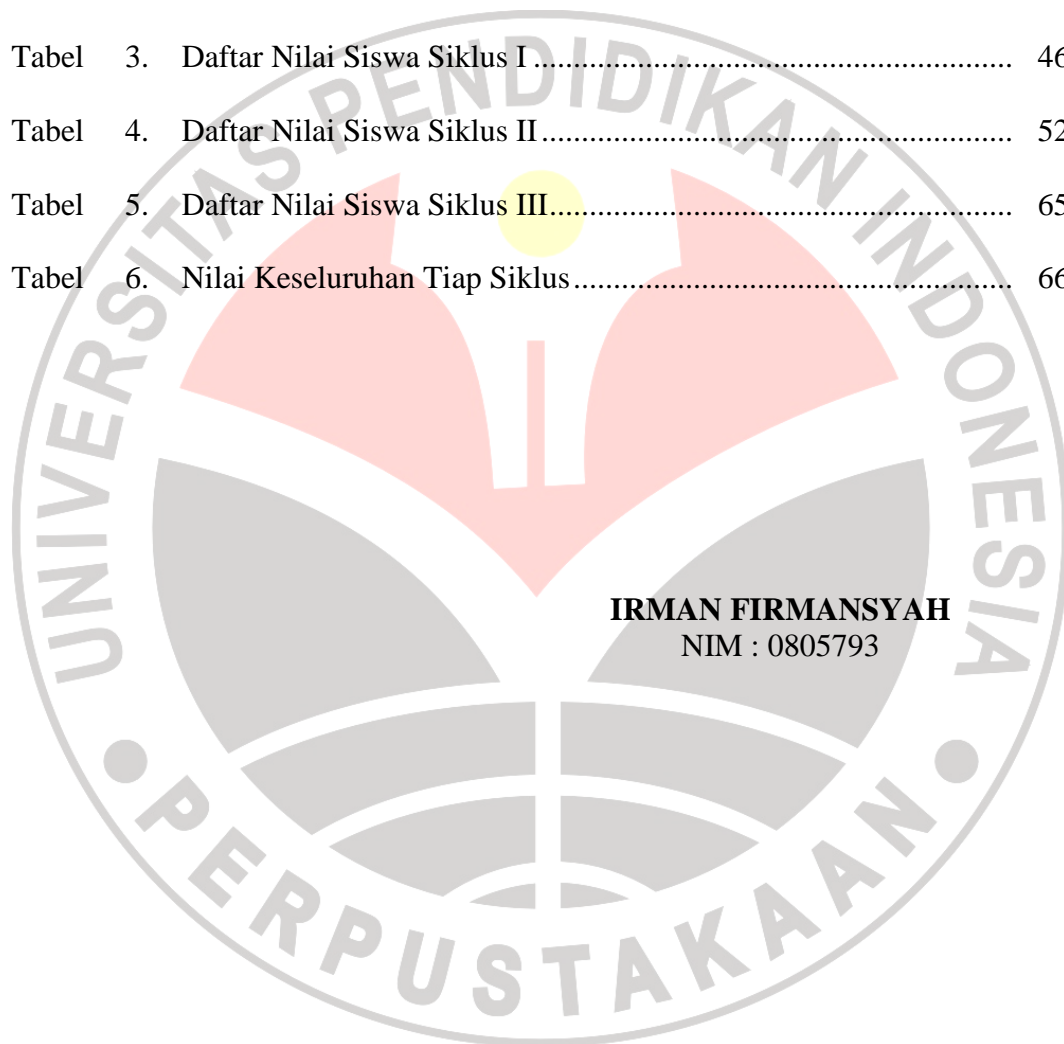 Tabel 3. Daftar Nilai Siswa Siklus I ........................................................................ 46
Tabel 4. Daftar Nilai Siswa Siklus II ....................................................................... 52
Tabel 5. Daftar Nilai Siswa Siklus III ...................................................................... 65
Tabel 6. Nilai Keseluruhan Tiap Siklus .................................................................. 66
IRMAN FIRMANSYAH
NIM : 0805793
UNIVERSITAS PENDIDIKAN INDONESIA
PERPUSTAKAAN